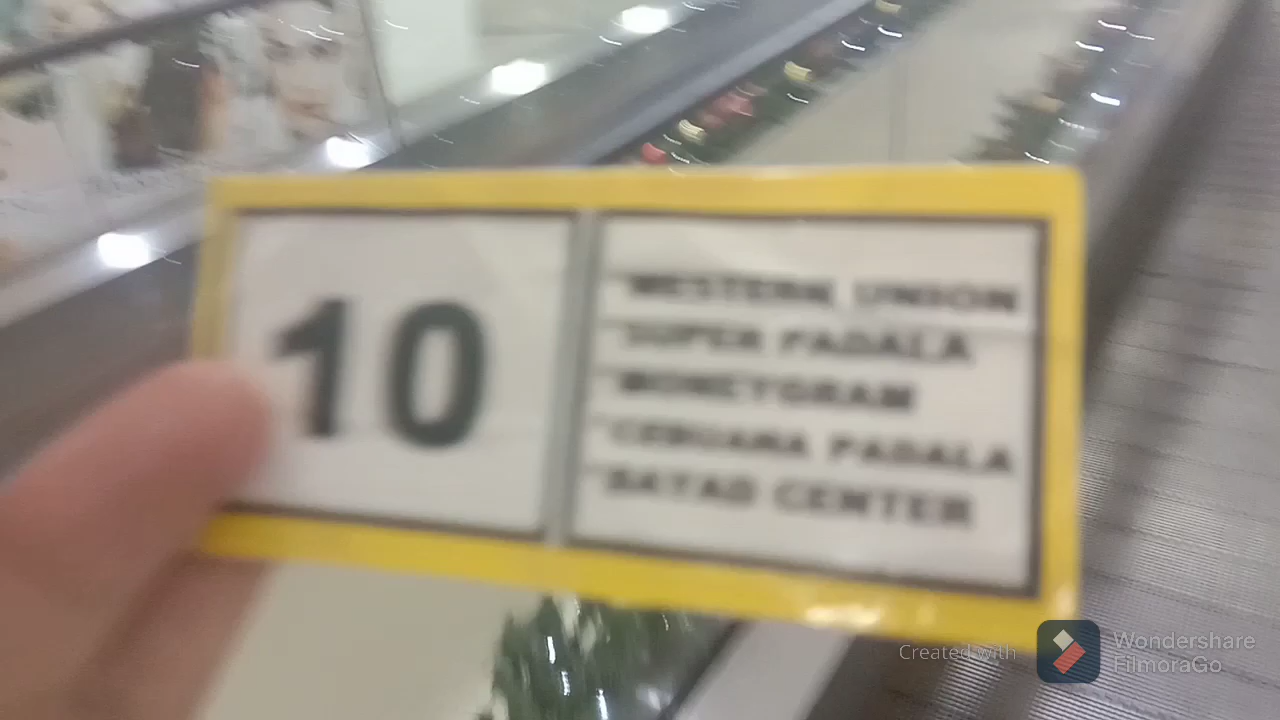 10
WESTERN UNION
SUPER PADALA
MONEYGRAM
CEBUANA PADALA
BAYAD CENTER
Created with
Wondershare
FilmoraGo